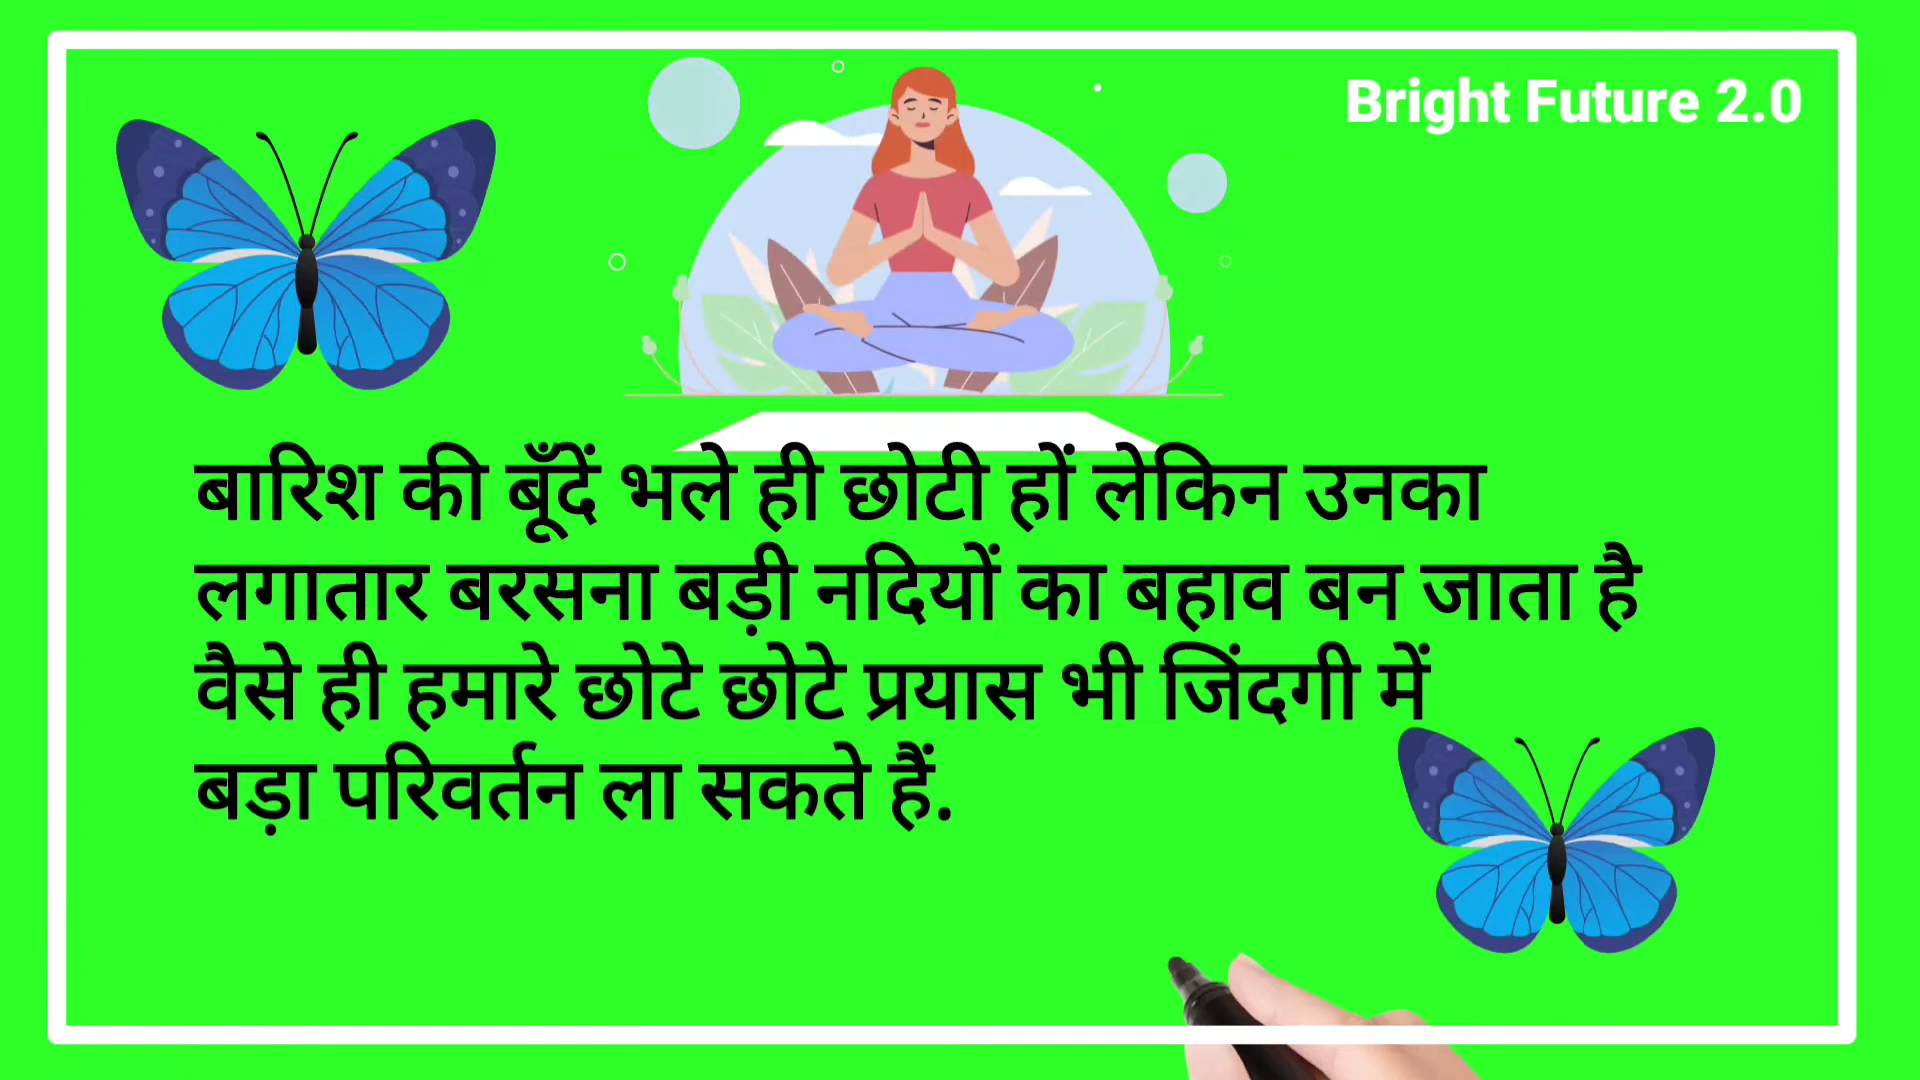 Bright Future 2.0
बारिश की बूँदें भले ही छोटी हों लेकिन उनका
लगातार बरसना बड़ी नदियों का बहाव बन जाता है
वैसे ही हमारे छोटे छोटे प्रयास भी जिंदगी में
बड़ा परिवर्तन ला सकते हैं.